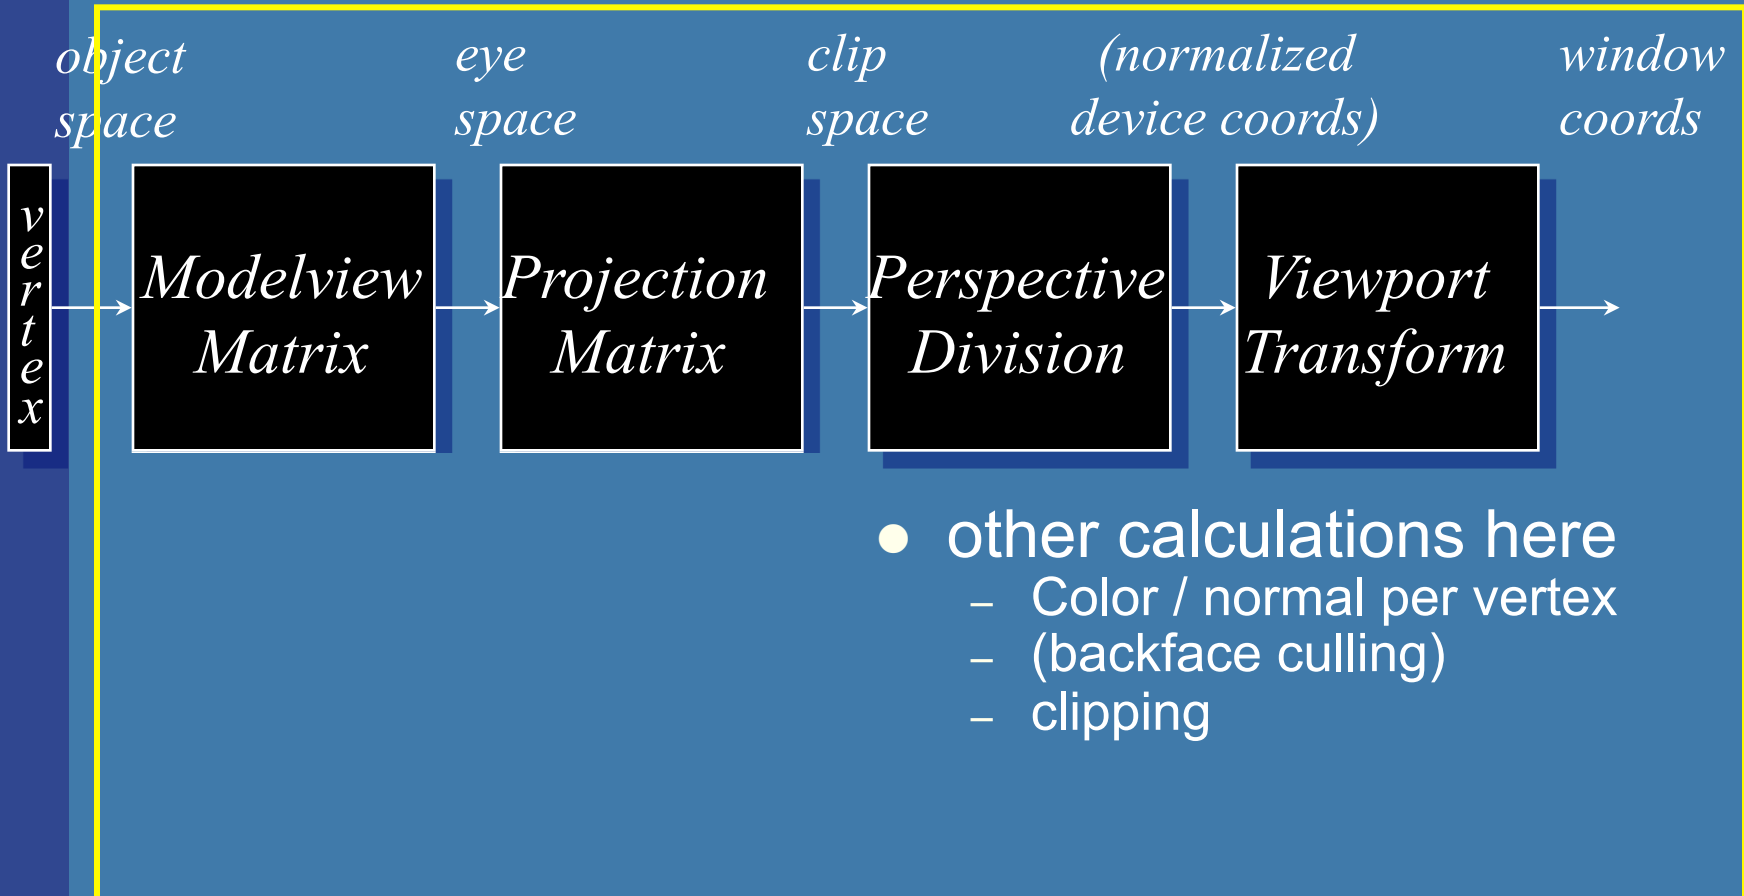 object
space
eye
space
clip
space
(normalized
device coords)
window
coords
vertex
Modelview
Matrix
Projection
Matrix
Perspective
Division
Viewport
Transform
● other calculations here
– Color / normal per vertex
– (backface culling)
– clipping